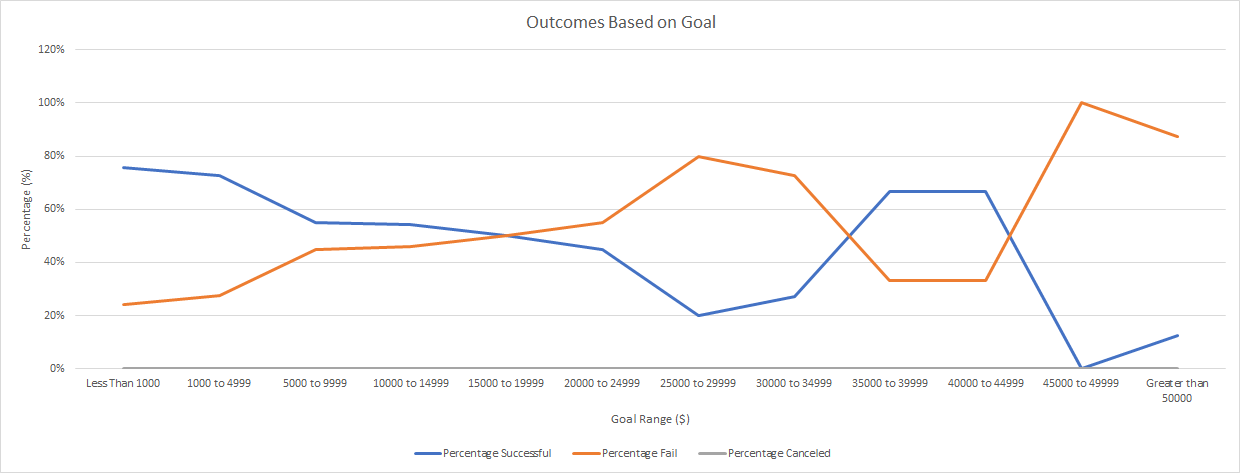 Outcomes Based on Goal
120%
100%
80%
60%
40%
20%
0%
Percentage (%)
Less Than 1000 1000 to 4999 5000 to 9999 10000 to 14999 15000 to 19999 20000 to 24999 25000 to 29999 30000 to 34999 35000 to 39999 40000 to 44999 45000 to 49999 Greater than
50000
Goal Range ($)
Percentage Successful Percentage Fail Percentage Canceled